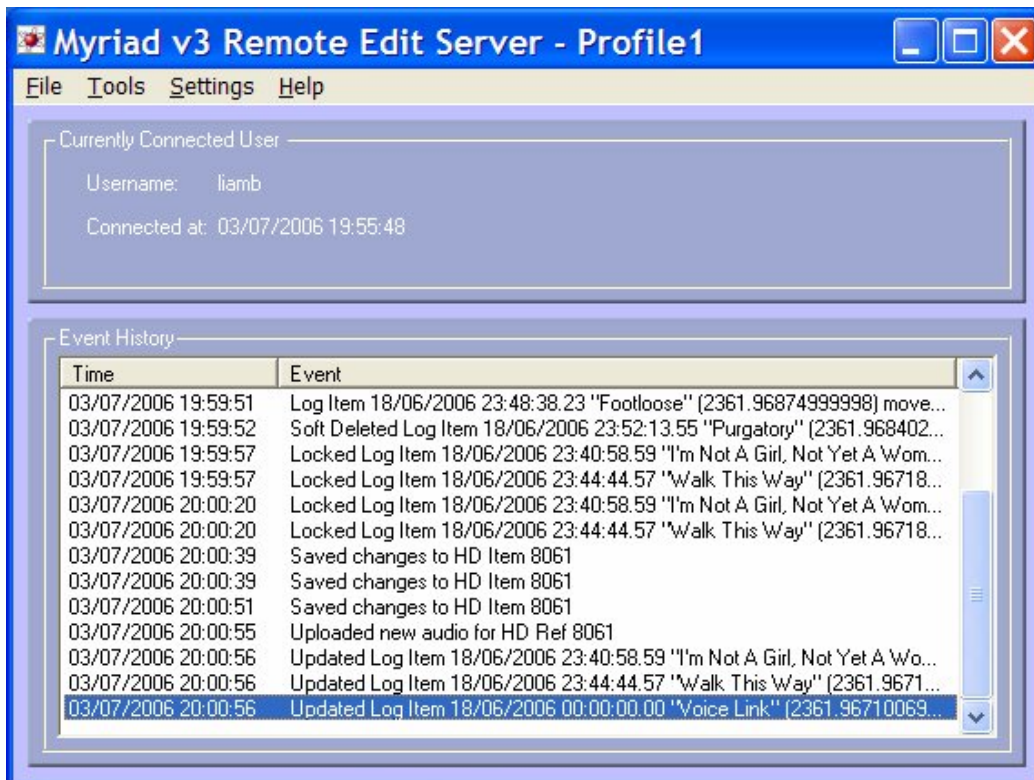 Myriad v3 Remote Edit Server - Profile1
File Tools Settings Help
Currently Connected User
Username: liamb
Connected at: 03/07/2006 19:55:48
Event History
Time Event
03/07/2006 19:59:51 Log Item 18/06/2006 23:48:38.23 "Footloose" (2361.96874999998) move...
03/07/2006 19:59:52 Soft Deleted Log Item 18/06/2006 23:52:13.55 "Purgatory" (2361.968402...
03/07/2006 19:59:57 Locked Log Item 18/06/2006 23:40:58.59 "I'm Not A Girl, Not Yet A Wom...
03/07/2006 19:59:57 Locked Log Item 18/06/2006 23:44:44.57 "Walk This Way" (2361.96718...
03/07/2006 20:00:20 Locked Log Item 18/06/2006 23:40:58.59 "I'm Not A Girl, Not Yet A Wom...
03/07/2006 20:00:20 Locked Log Item 18/06/2006 23:44:44.57 "Walk This Way" (2361.96718...
03/07/2006 20:00:39 Saved changes to HD Item 8061
03/07/2006 20:00:39 Saved changes to HD Item 8061
03/07/2006 20:00:51 Saved changes to HD Item 8061
03/07/2006 20:00:55 Uploaded new audio for HD Ref 8061
03/07/2006 20:00:56 Updated Log Item 18/06/2006 23:40:58.59 "I'm Not A Girl, Not Yet A Wo...
03/07/2006 20:00:56 Updated Log Item 18/06/2006 23:44:44.57 "Walk This Way" (2361.9671...
03/07/2006 20:00:56 Updated Log Item 18/06/2006 00:00:00.00 "Voice Link" (2361.96710069...